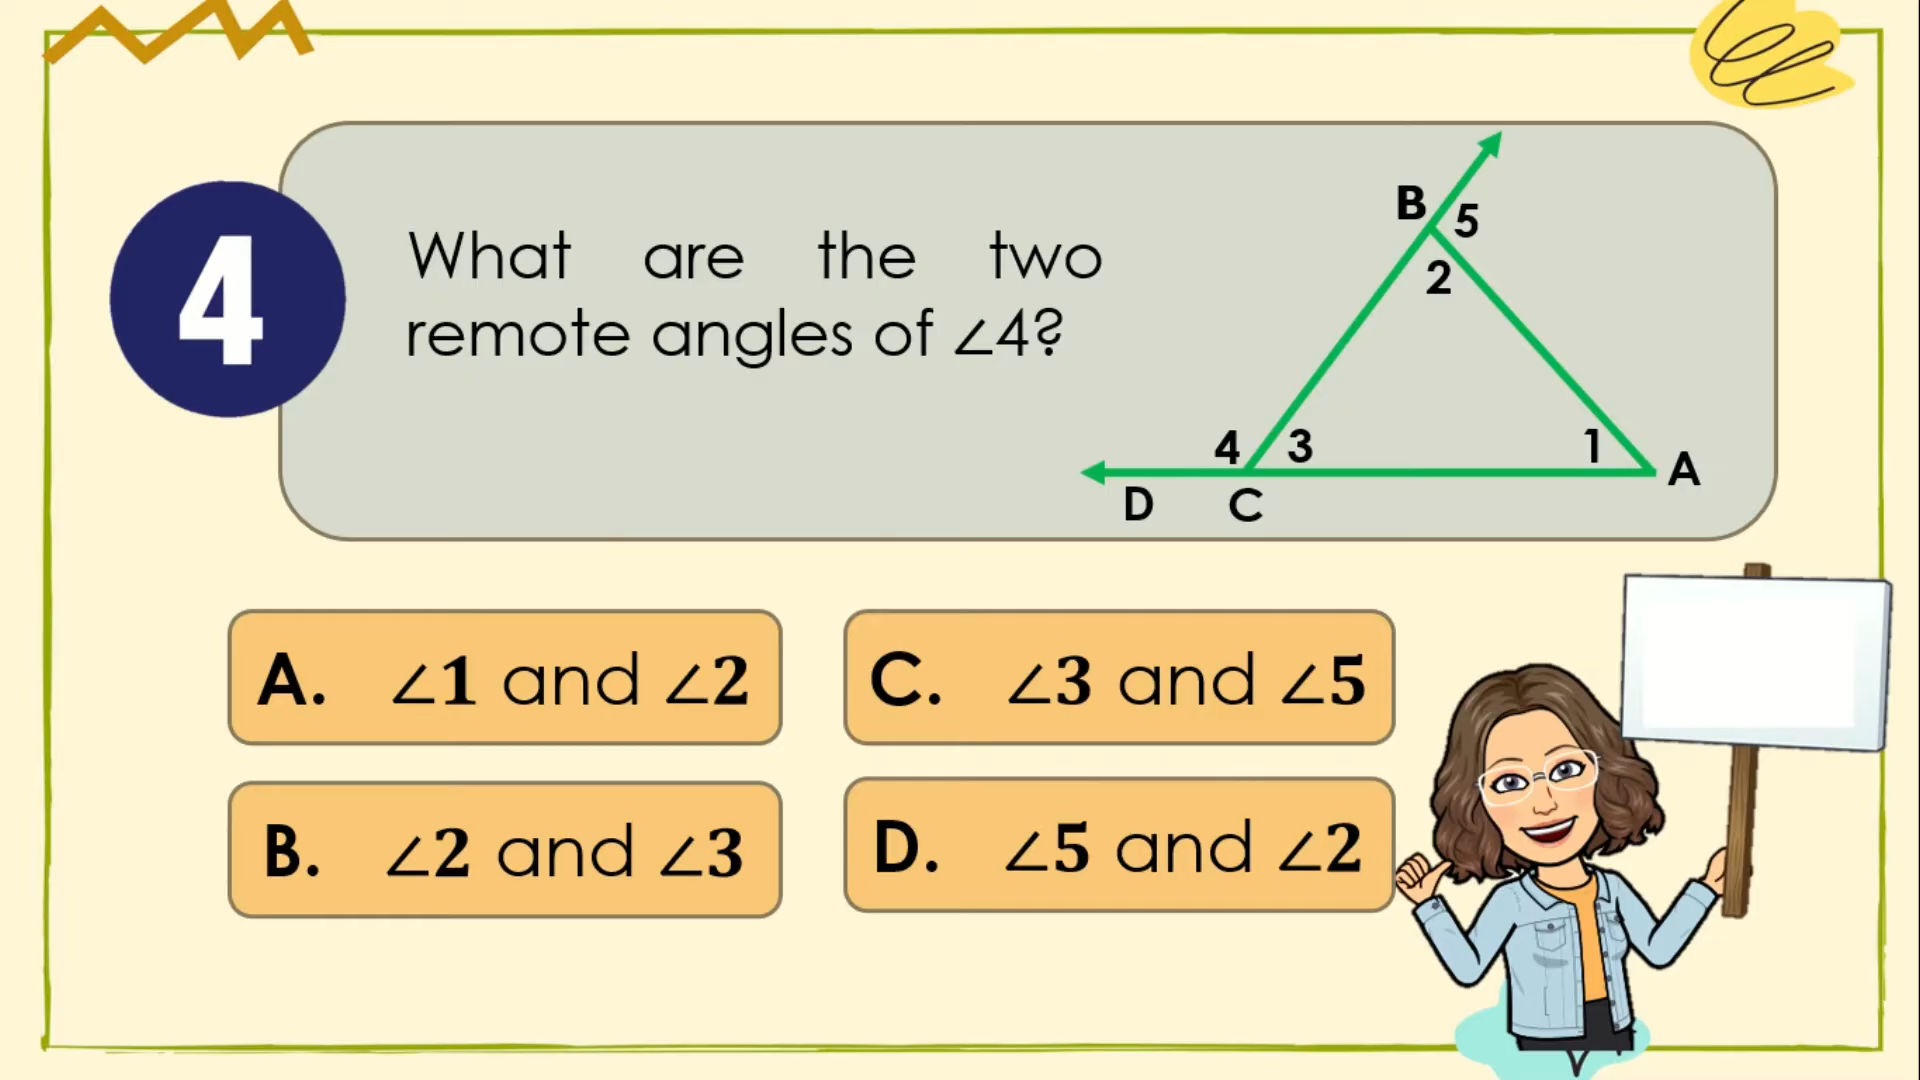 4
What are the two
remote angles of ∠4?
B
5
2
4
3
1
A
D
C
A. ∠1 and ∠2
C. ∠3 and ∠5
B. ∠2 and ∠3
D. ∠5 and ∠2